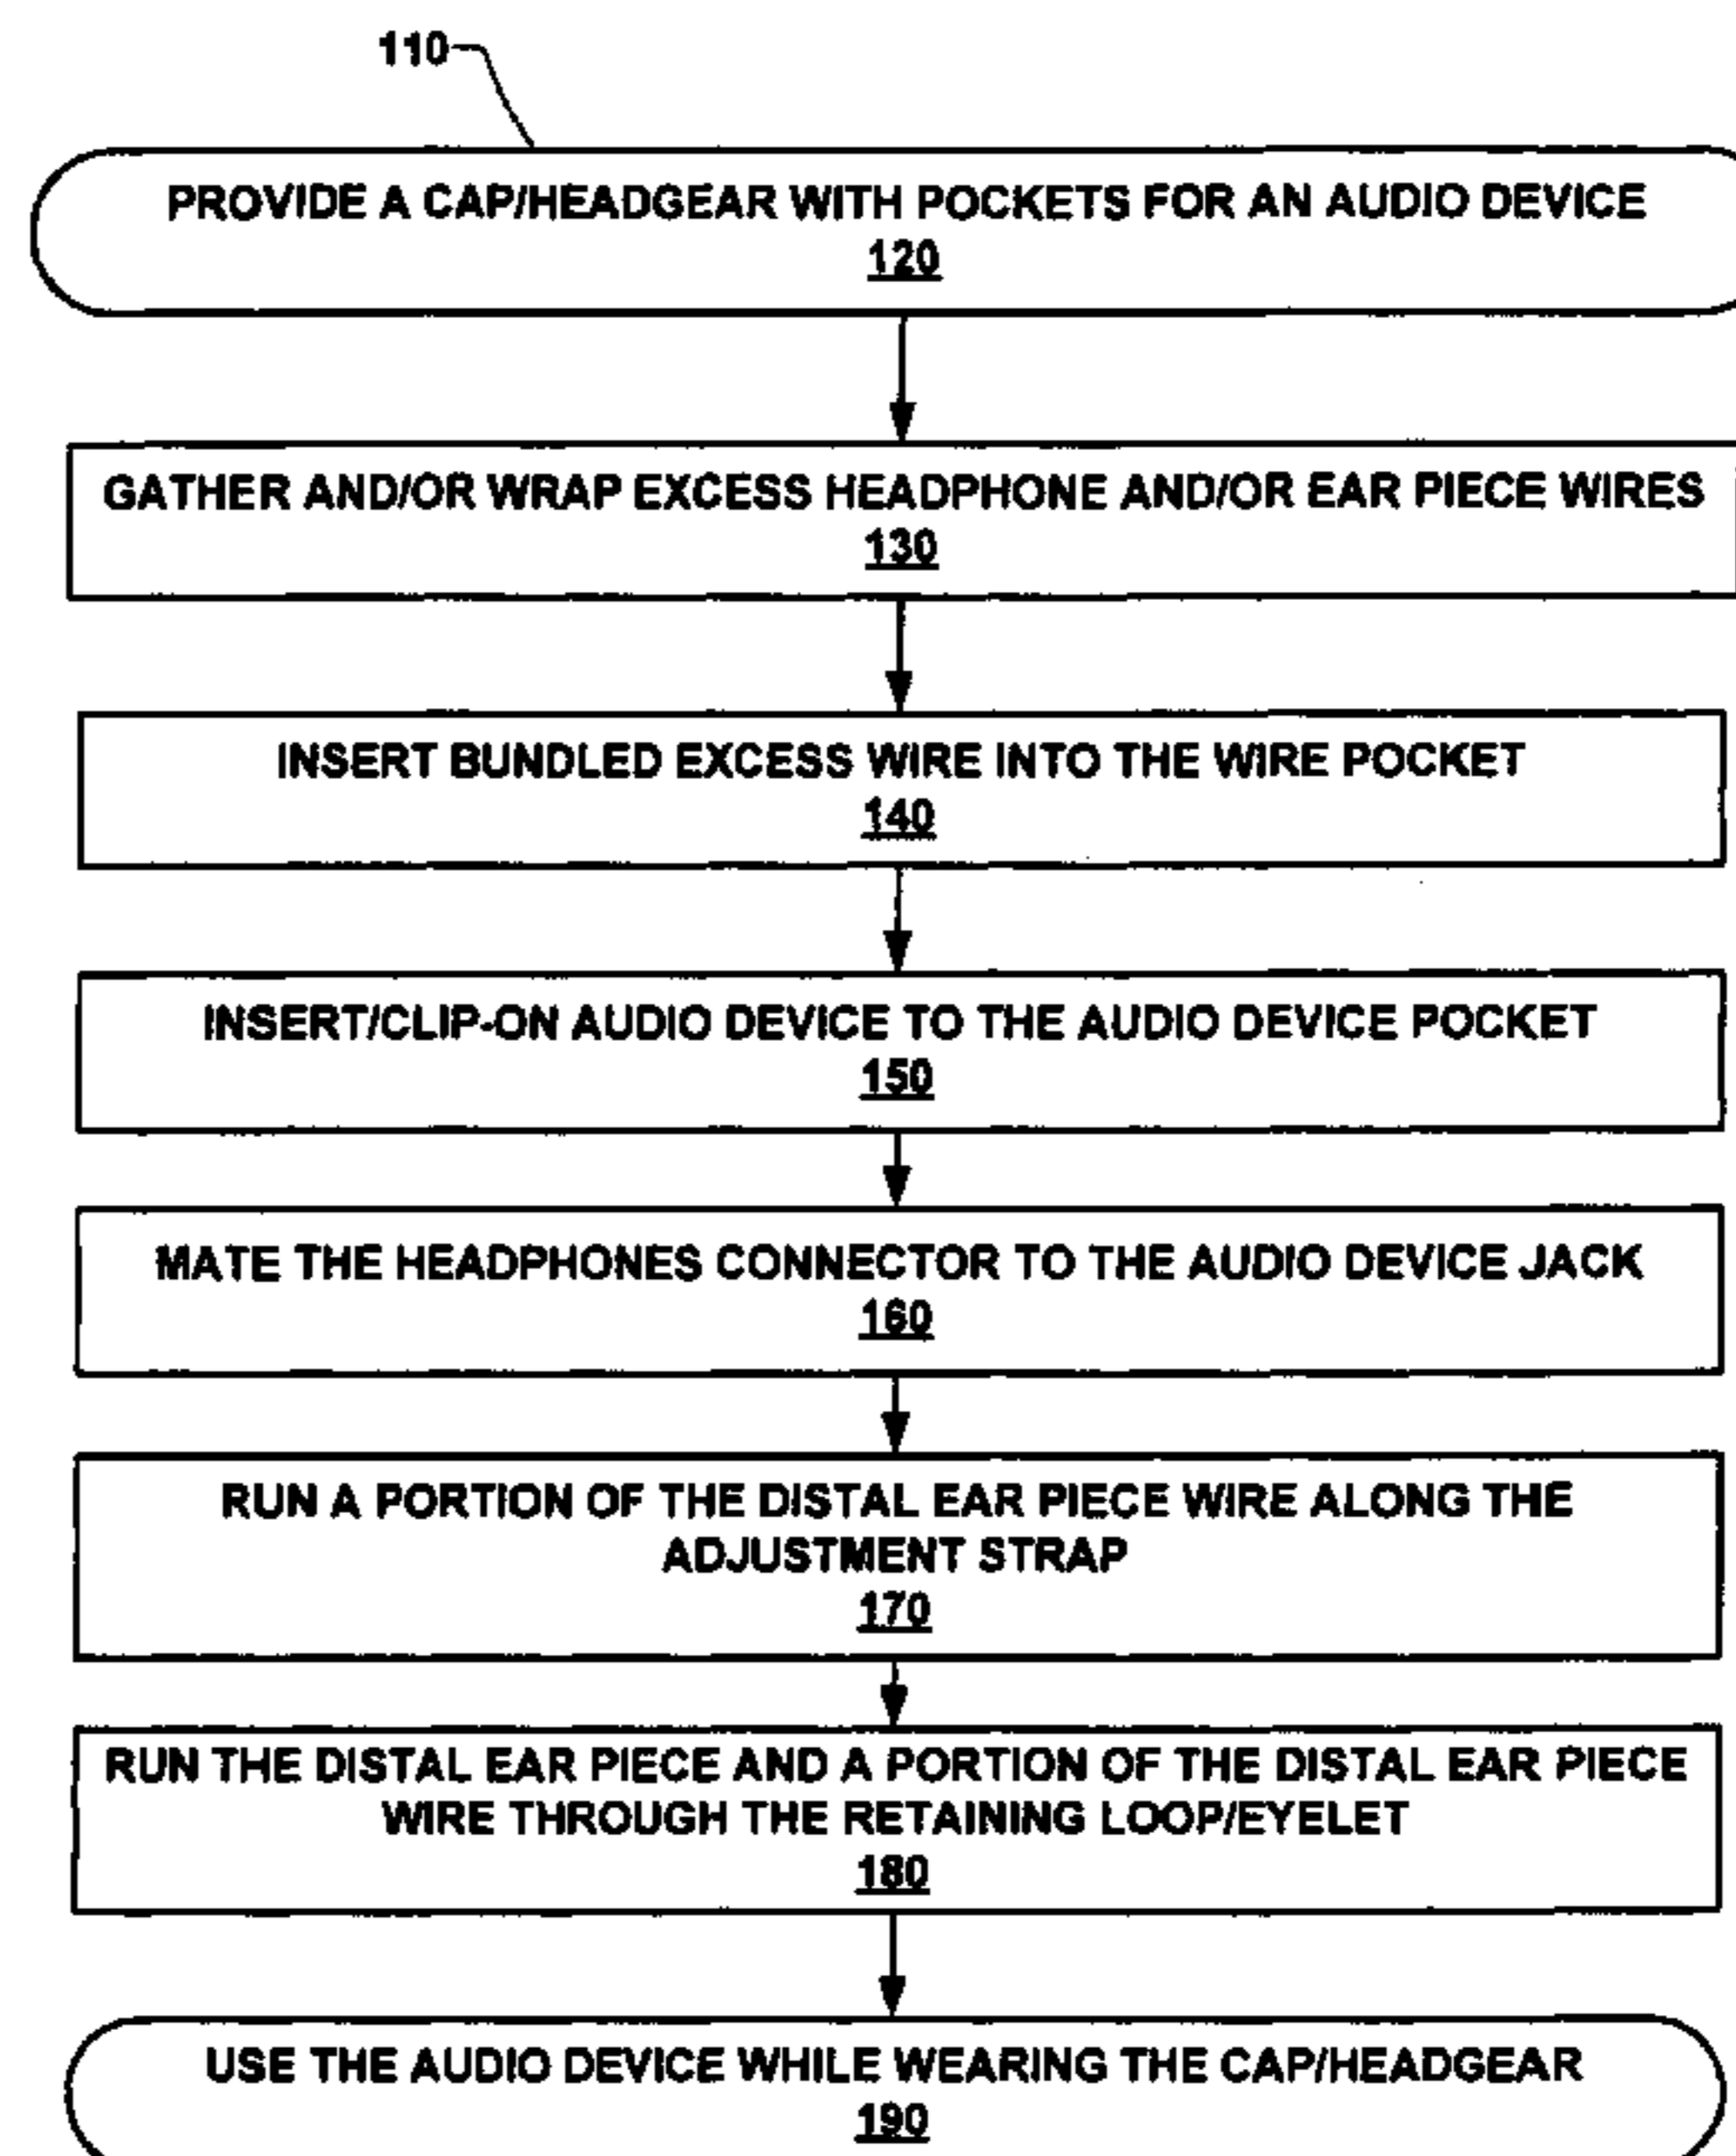 110
PROVIDE A CAP/HEADGEAR WITH POCKETS FOR AN AUDIO DEVICE
120
GATHER AND/OR WRAP EXCESS HEADPHONE AND/OR EAR PIECE WIRES
130
INSERT BUNDLED EXCESS WIRE INTO THE WIRE POCKET
140
INSERT/CLIP-ON AUDIO DEVICE TO THE AUDIO DEVICE POCKET
150
MATE THE HEADPHONES CONNECTOR TO THE AUDIO DEVICE JACK
160
RUN A PORTION OF THE DISTAL EAR PIECE WIRE ALONG THE
ADJUSTMENT STRAP
170
RUN THE DISTAL EAR PIECE AND A PORTION OF THE DISTAL EAR PIECE
WIRE THROUGH THE RETAINING LOOP/EYELET
180
USE THE AUDIO DEVICE WHILE WEARING THE CAP/HEADGEAR
190